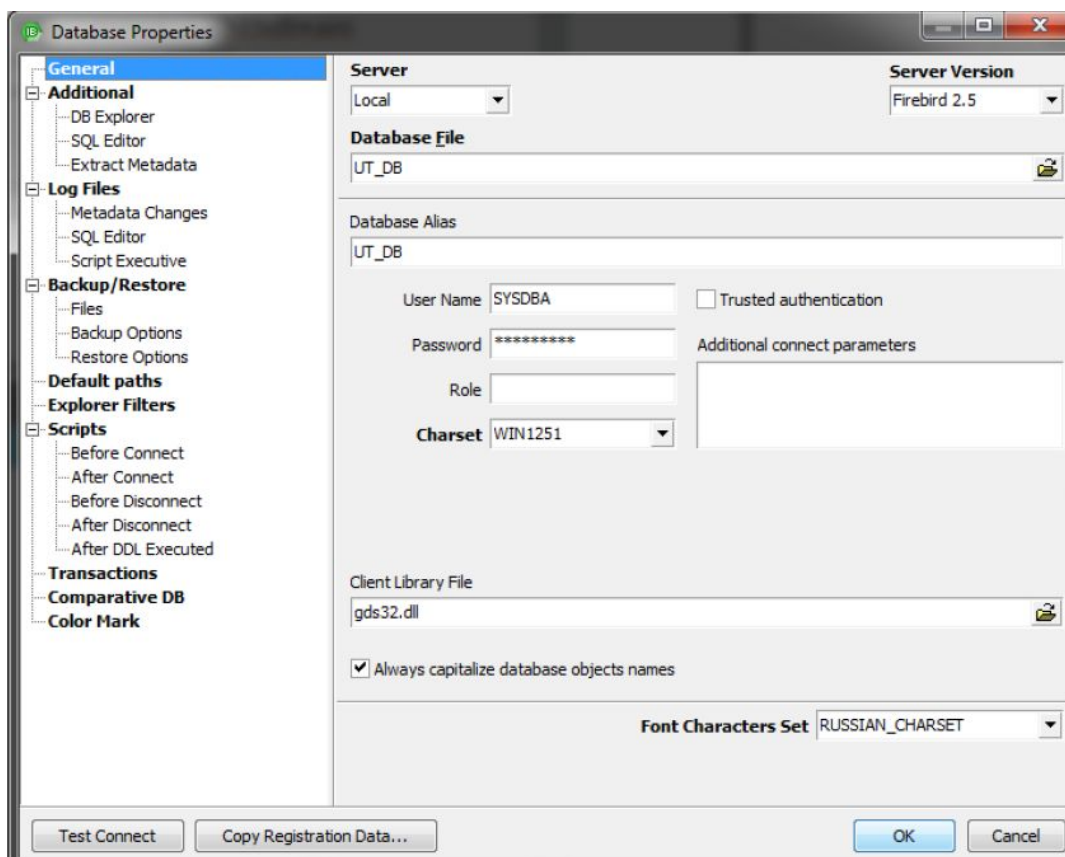 Database Properties
General
Additional
DB Explorer
SQL Editor
Extract Metadata
Log Files
Metadata Changes
SQL Editor
Script Executive
Backup/Restore
Files
Backup Options
Restore Options
Default paths
Explorer Filters
Scripts
Before Connect
After Connect
Before Disconnect
After Disconnect
After DDL Executed
Transactions
Comparative DB
Color Mark
Server Server Version
Local Firebird 2.5
Database File
UT_DB
Database Alias
UT_DB
User Name SYSDBA Trusted authentication
Password ********* Additional connect parameters
Role
Charset WIN1251
Client Library File
gds32.dll
Always capitalize database objects names
Font Characters Set RUSSIAN_CHARSET
Test Connect Copy Registration Data... OK Cancel